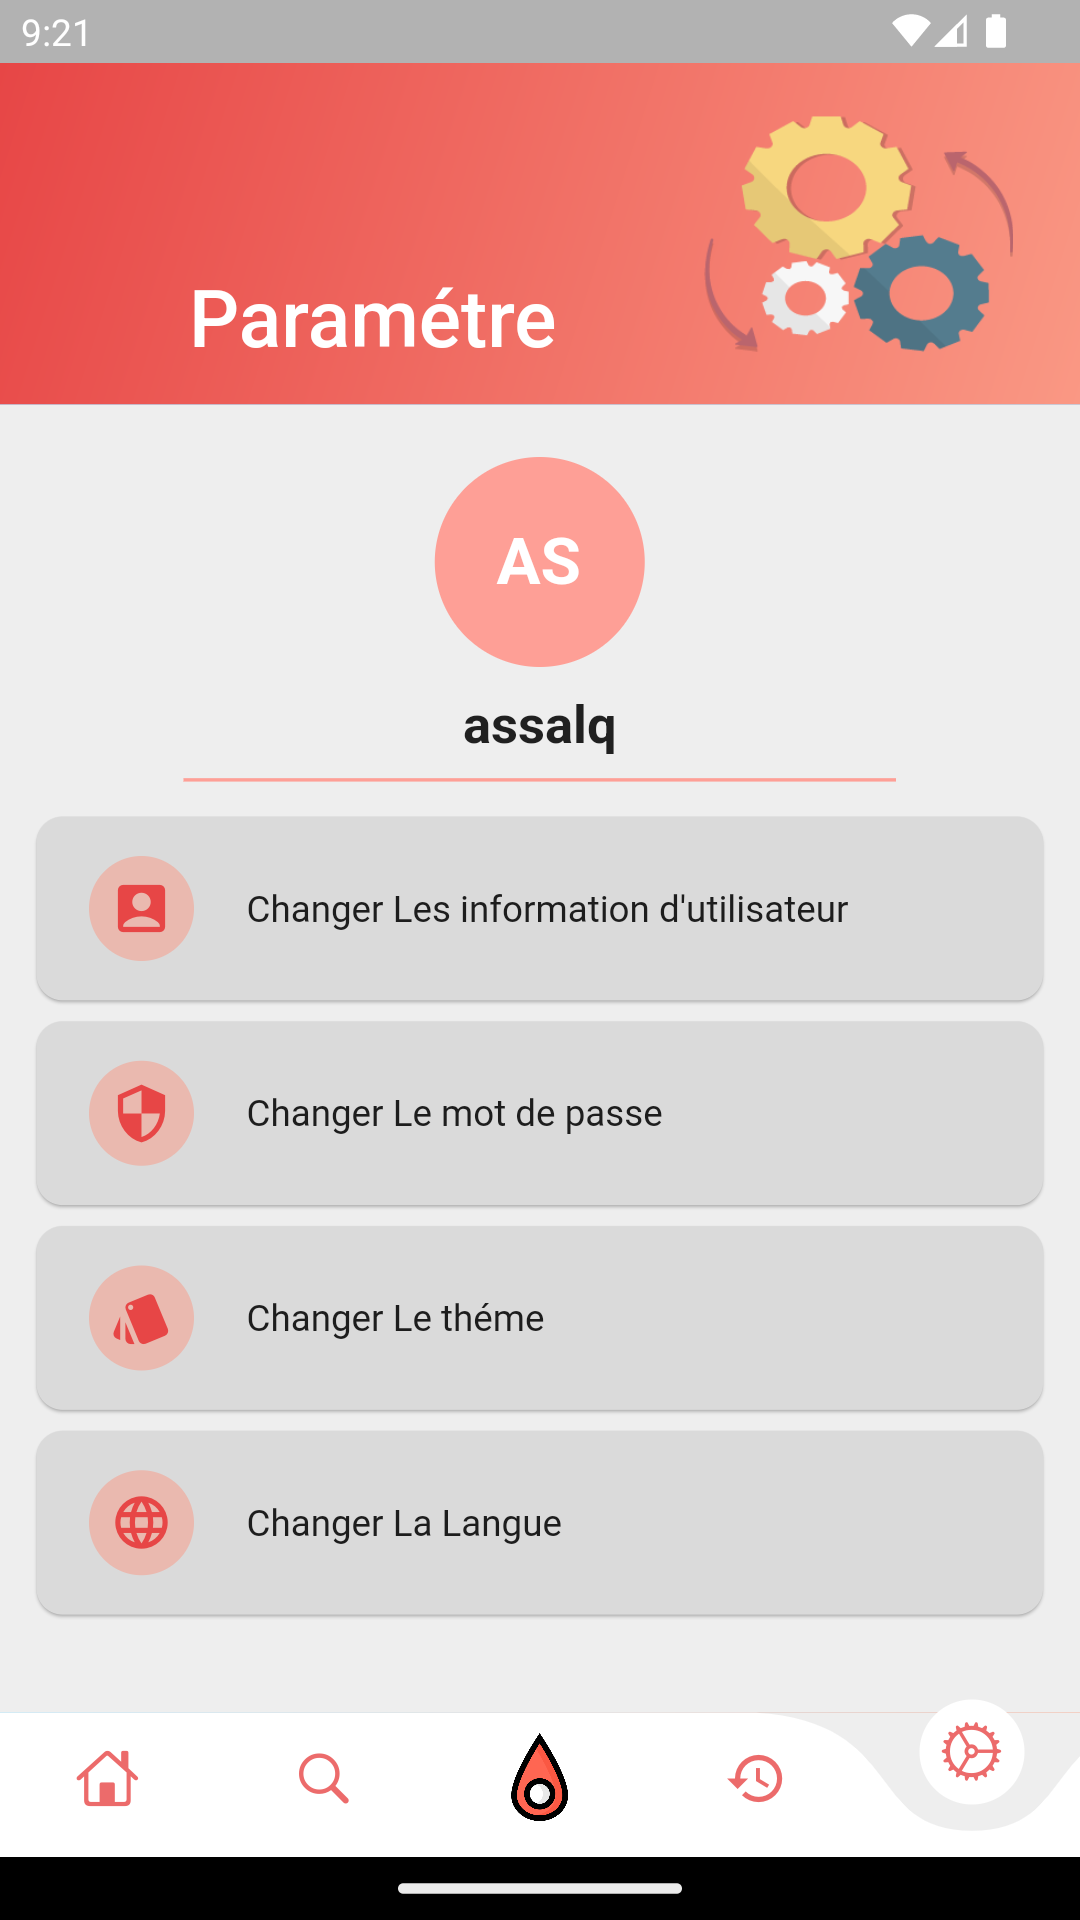 9:21
Paramétre
AS
assalq
Changer Les information d'utilisateur
Changer Le mot de passe
Changer Le théme
Changer La Langue